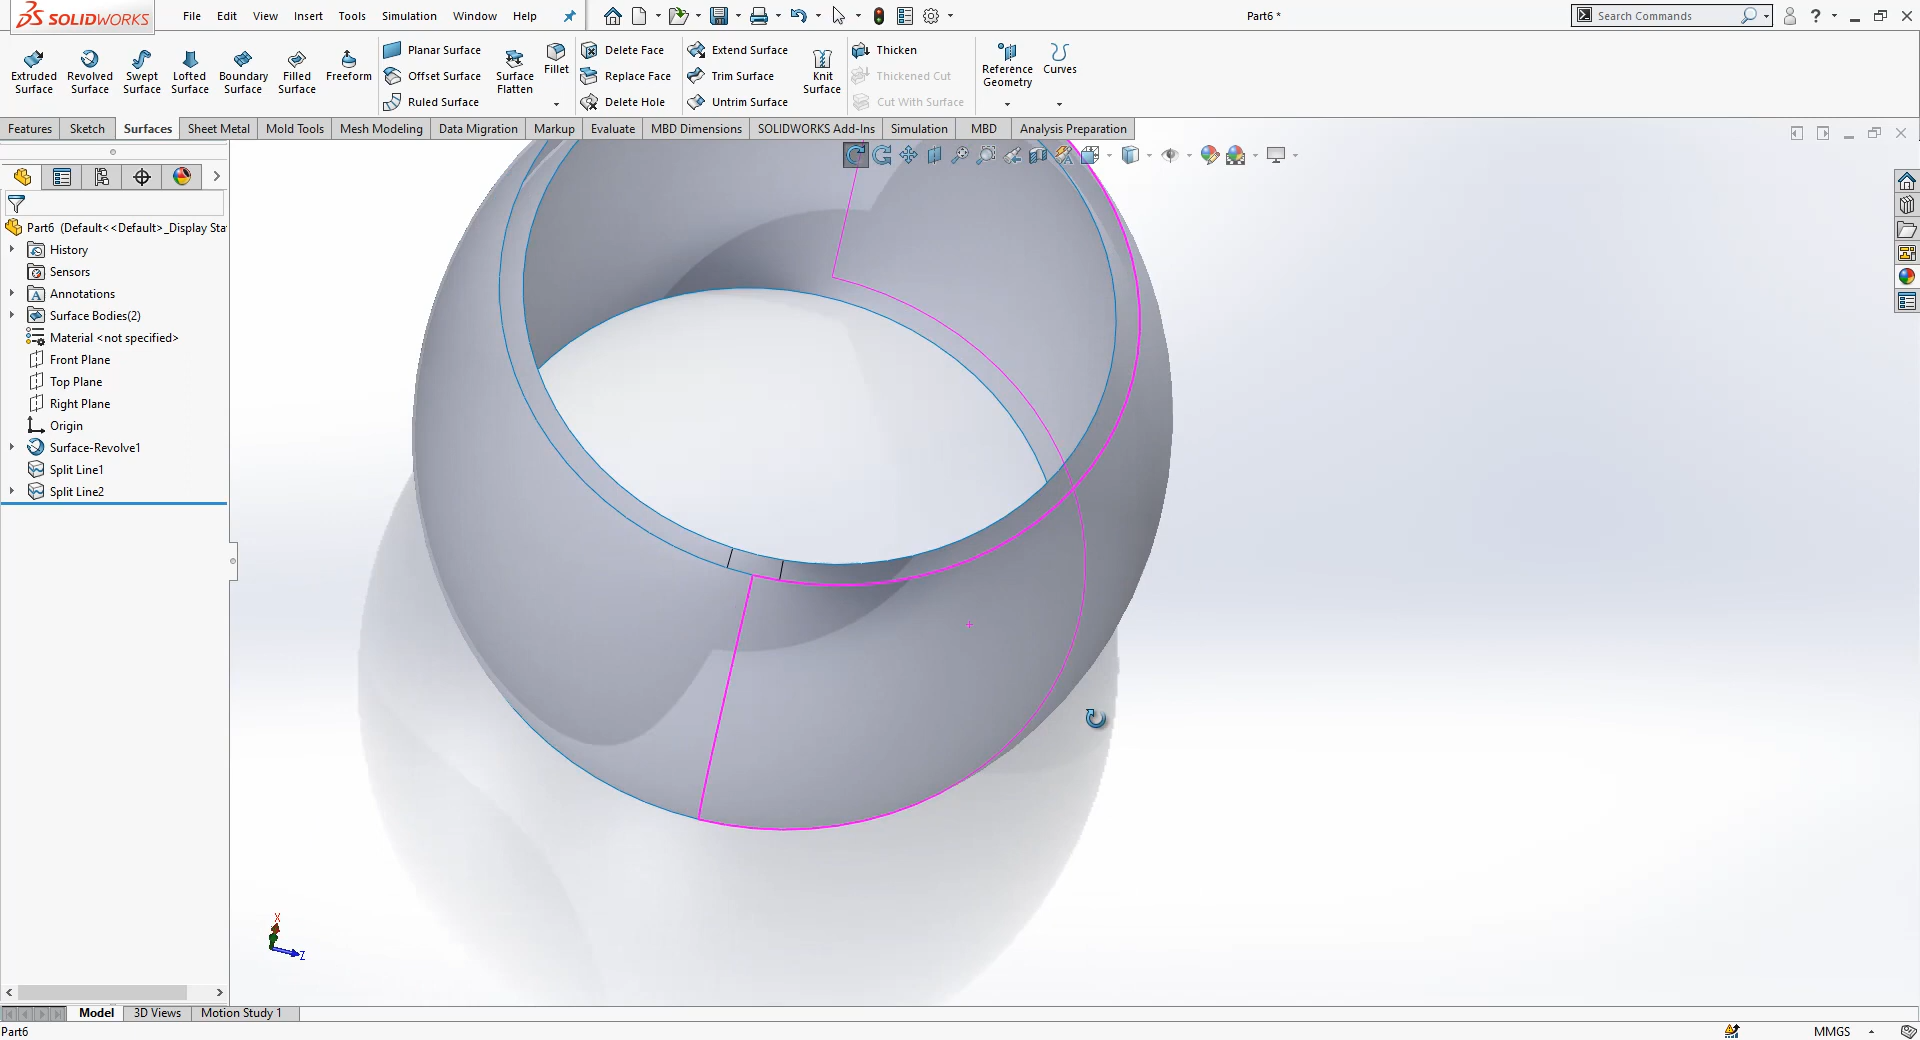 SOLIDWORKS
File Edit View Insert Tools Simulation Window Help
Part6 *
Search Commands
?
Extruded Surface
Revolved Surface
Swept Surface
Lofted Surface
Boundary Surface
Filled Surface
Freeform
Planar Surface
Offset Surface
Ruled Surface
Surface Flatten
Fillet
Delete Face
Replace Face
Delete Hole
Extend Surface
Trim Surface
Untrim Surface
Knit Surface
Thicken
Thickened Cut
Cut With Surface
Reference Geometry
Curves
Features Sketch Surfaces Sheet Metal Mold Tools Mesh Modeling Data Migration Markup Evaluate MBD Dimensions SOLIDWORKS Add-Ins Simulation MBD Analysis Preparation
Part6 (Default<<Default>_Display Sta
History
Sensors
Annotations
Surface Bodies(2)
Material <not specified>
Front Plane
Top Plane
Right Plane
Origin
Surface-Revolve1
Split Line1
Split Line2
X
Z
Model 3D Views Motion Study 1
Part6
MMGS